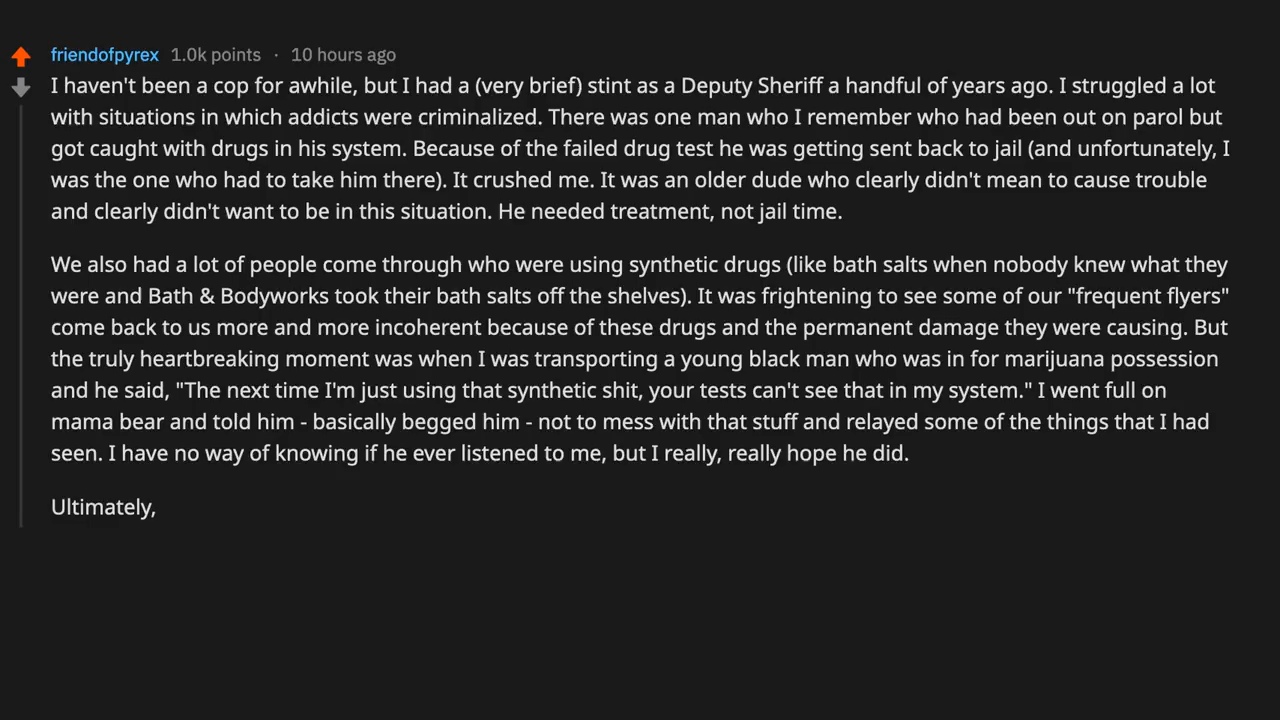 friendofpyrex 1.0k points · 10 hours ago
I haven't been a cop for awhile, but I had a (very brief) stint as a Deputy Sheriff a handful of years ago. I struggled a lot
with situations in which addicts were criminalized. There was one man who I remember who had been out on parol but
got caught with drugs in his system. Because of the failed drug test he was getting sent back to jail (and unfortunately, I
was the one who had to take him there). It crushed me. It was an older dude who clearly didn't mean to cause trouble
and clearly didn't want to be in this situation. He needed treatment, not jail time.
We also had a lot of people come through who were using synthetic drugs (like bath salts when nobody knew what they
were and Bath & Bodyworks took their bath salts off the shelves). It was frightening to see some of our "frequent flyers"
come back to us more and more incoherent because of these drugs and the permanent damage they were causing. But
the truly heartbreaking moment was when I was transporting a young black man who was in for marijuana possession
and he said, "The next time I'm just using that synthetic shit, your tests can't see that in my system." I went full on
mama bear and told him - basically begged him - not to mess with that stuff and relayed some of the things that I had
seen. I have no way of knowing if he ever listened to me, but I really, really hope he did.
Ultimately,